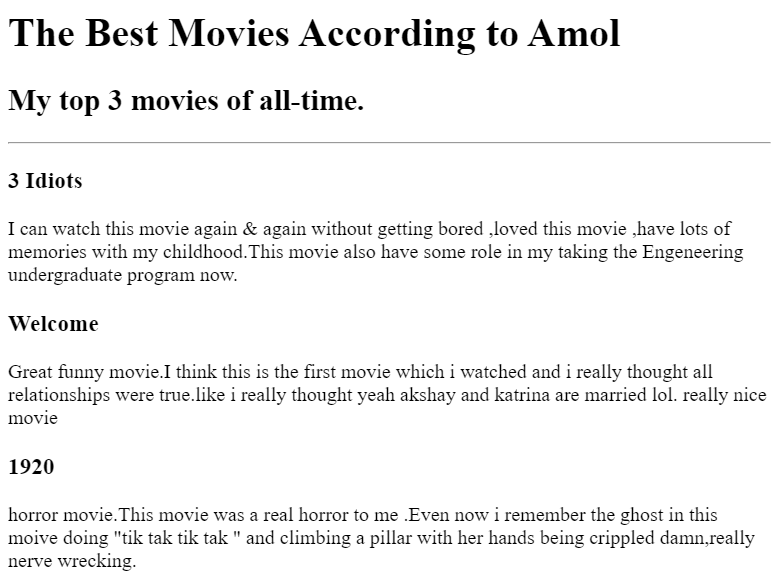 The Best Movies According to Amol
My top 3 movies of all-time.
3 Idiots
I can watch this movie again & again without getting bored ,loved this movie ,have lots of
memories with my childhood.This movie also have some role in my taking the Engeneering
undergraduate program now.
Welcome
Great funny movie.I think this is the first movie which i watched and i really thought all
relationships were true.like i really thought yeah akshay and katrina are married lol. really nice
movie
1920
horror movie.This movie was a real horror to me .Even now i remember the ghost in this
moive doing "tik tak tik tak " and climbing a pillar with her hands being crippled damn,really
nerve wrecking.